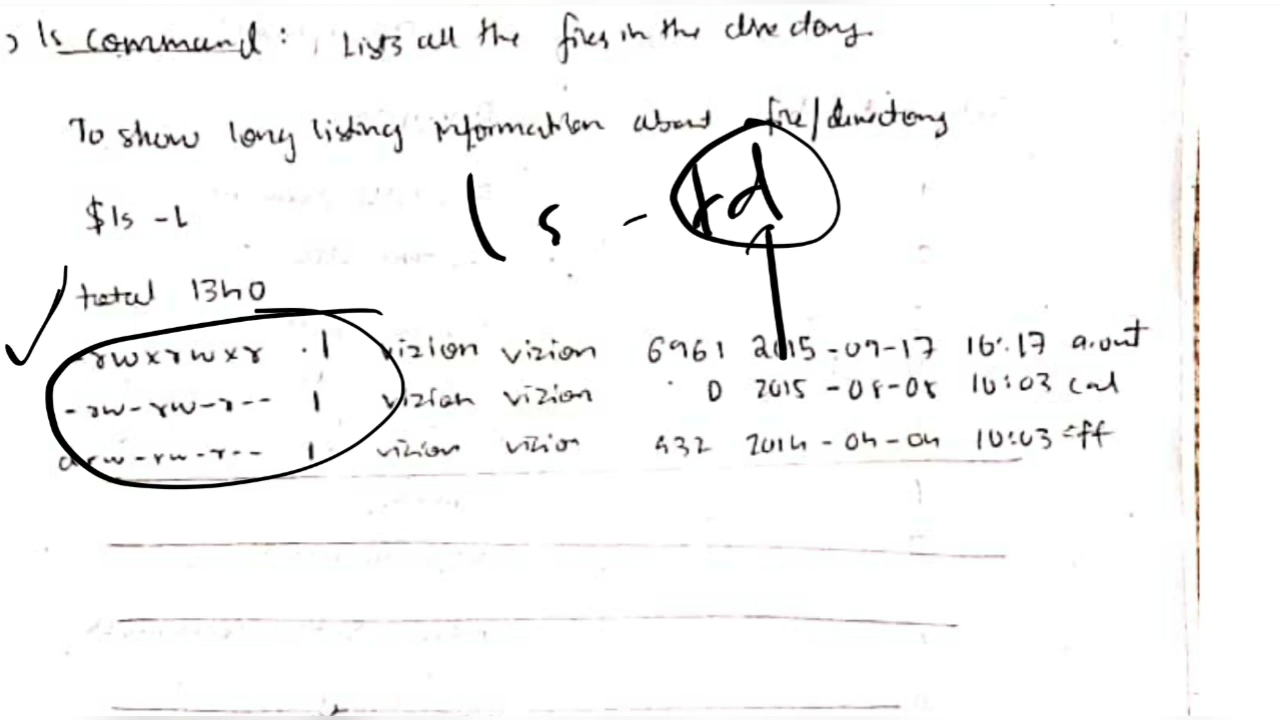 ) ls command : Lists all the files in the directory.
To show long listing information about file/directory
$ls -l
ls -td
total 1340
-rwxrwxr . 1 vizion vizion 6961 2015-09-17 16:17 a.out
-rw-rw-r-- 1 vizion vizion 0 2015-08-08 10:03 cal
-rw-rw-r-- 1 vizion vizion 432 2014-04-04 10:03 ff